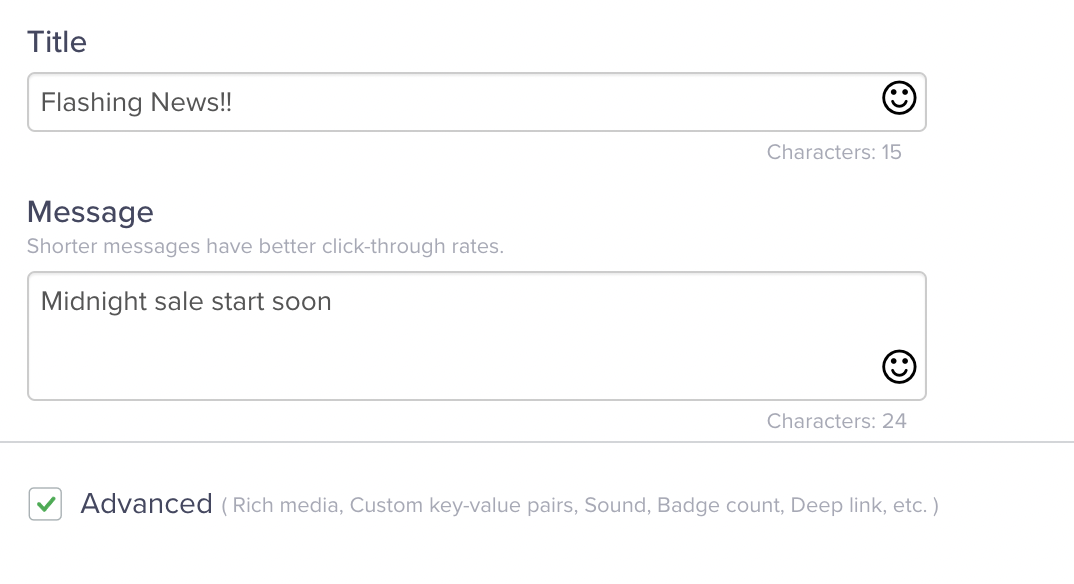 Title
Flashing News!!
Characters: 15
Message
Shorter messages have better click-through rates.
Midnight sale start soon
Characters: 24
Advanced ( Rich media, Custom key-value pairs, Sound, Badge count, Deep link, etc. )